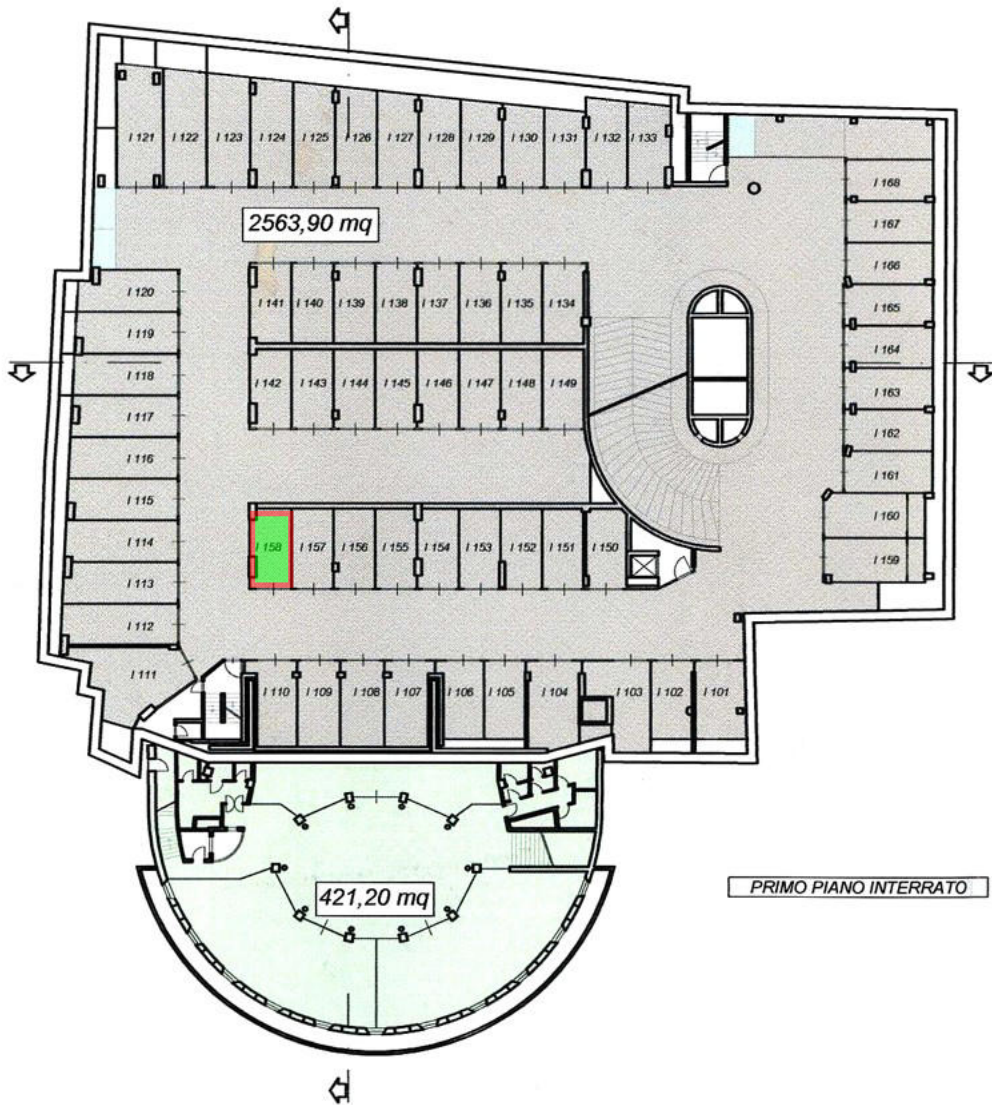 I 121 I 122 I 123 I 124 I 125 I 126 I 127 I 128 I 129 I 130 I 131 I 132 I 133
I 168
2563,90 mq
I 167
I 166
I 120 I 141 I 140 I 139 I 138 I 137 I 136 I 135 I 134
I 165
I 119
I 164
I 118
I 142 I 143 I 144 I 145 I 146 I 147 I 148 I 149
I 163
I 117
I 162
I 116
I 161
I 115
I 160
I 114
I 158 I 157 I 156 I 155 I 154 I 153 I 152 I 151 I 150
I 159
I 113
I 112
I 111
I 110 I 109 I 108 I 107 I 106 I 105 I 104 I 103 I 102 I 101
PRIMO PIANO INTERRATO
421,20 mq